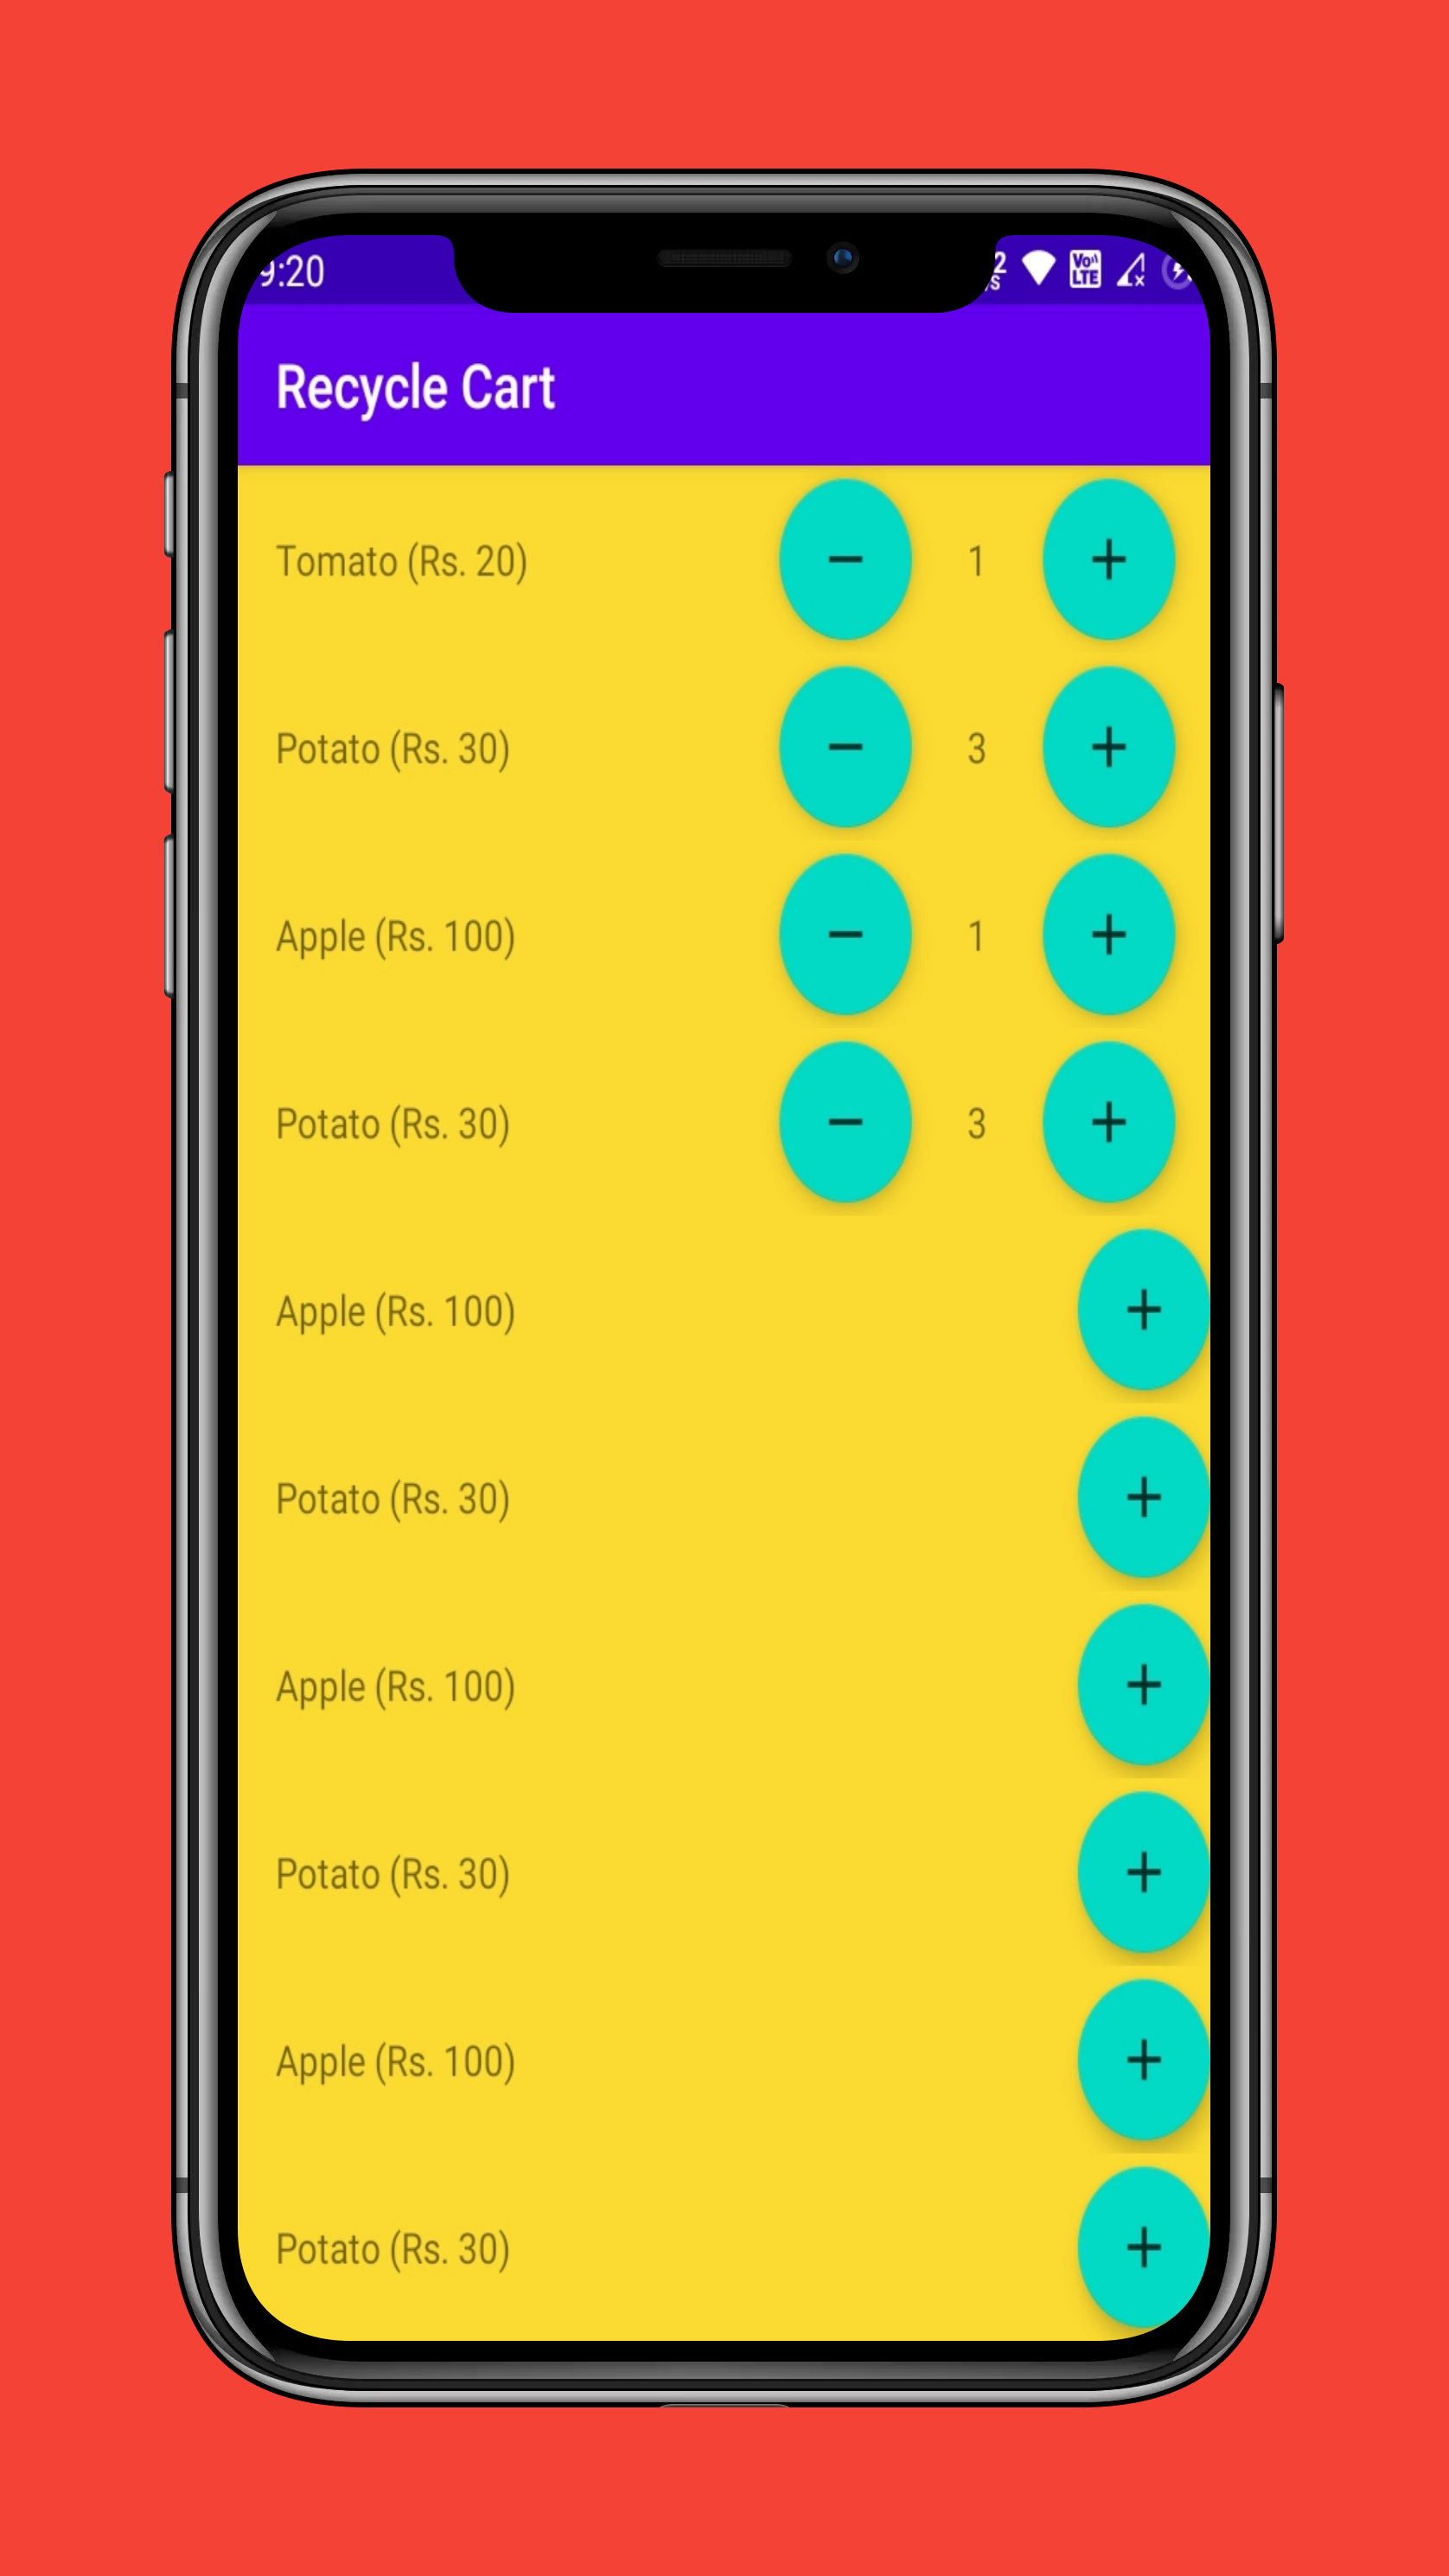 9:20
Vo LTE
Recycle Cart
Tomato (Rs. 20) − 1 +
Potato (Rs. 30) − 3 +
Apple (Rs. 100) − 1 +
Potato (Rs. 30) − 3 +
Apple (Rs. 100) +
Potato (Rs. 30) +
Apple (Rs. 100) +
Potato (Rs. 30) +
Apple (Rs. 100) +
Potato (Rs. 30) +